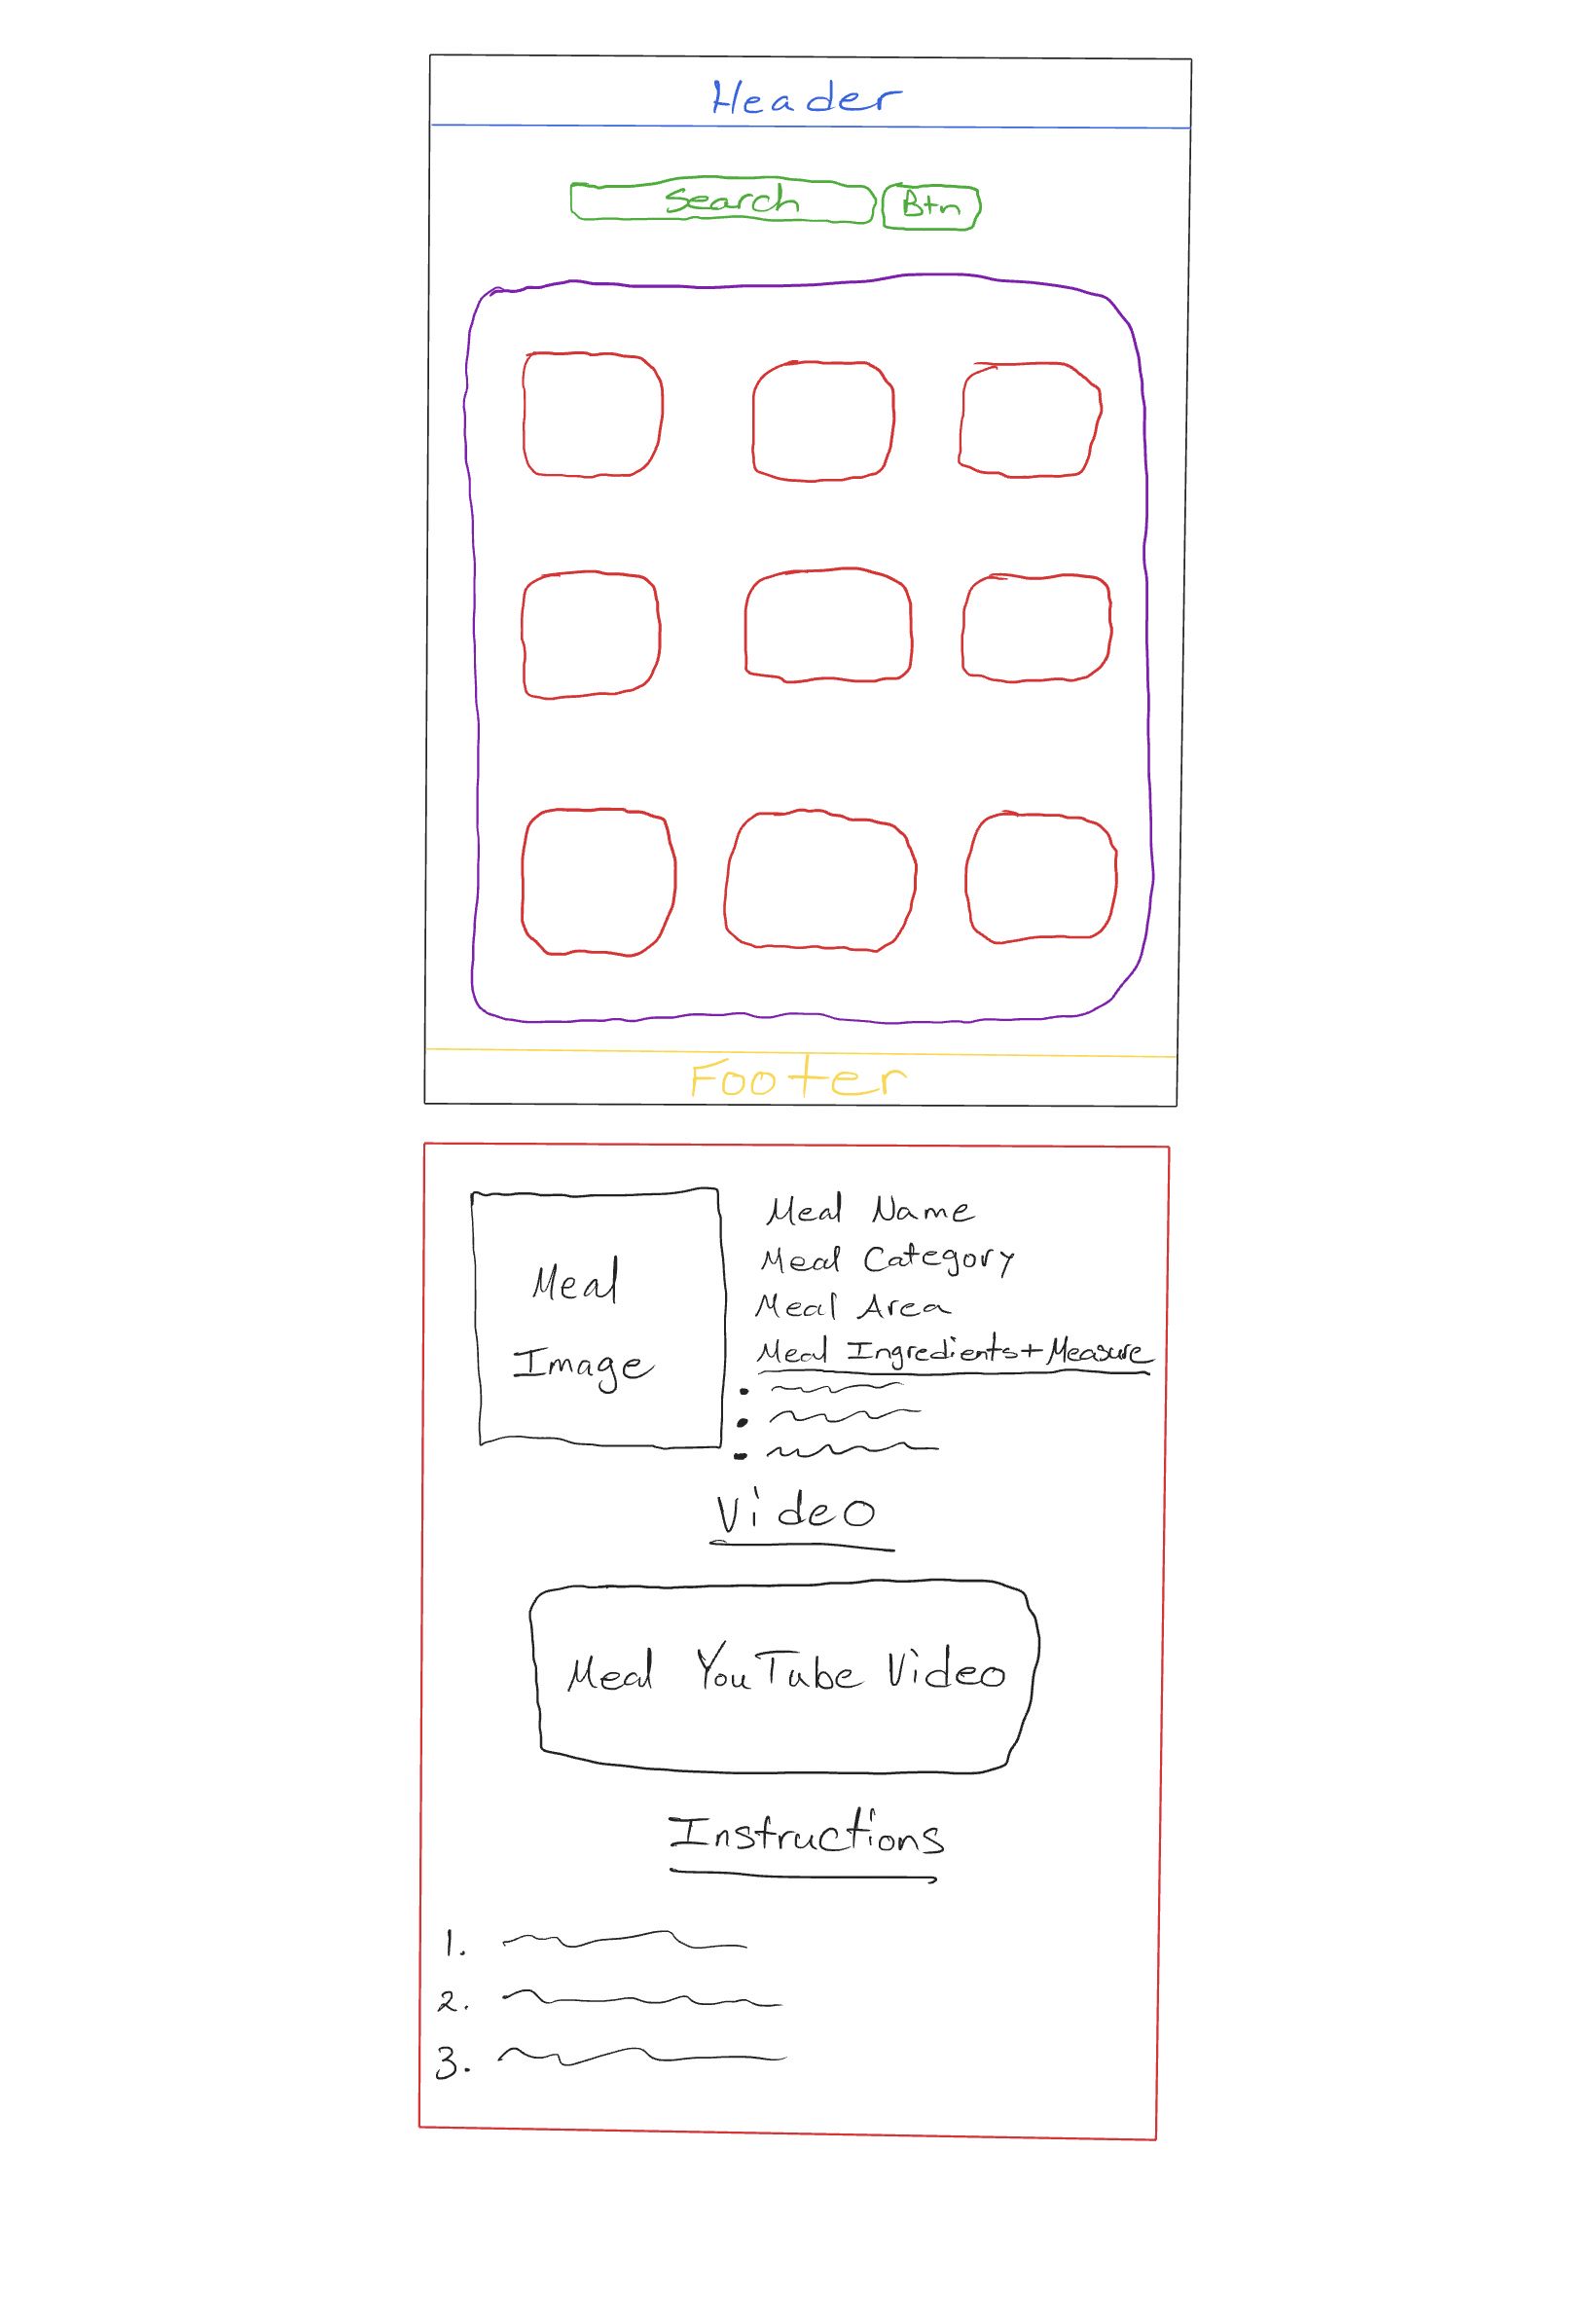 Header
Search
Btn
Footer
Meal
Image
Meal Name
Meal Category
Meal Area
Meal Ingredients+Measure
Video
Meal YouTube Video
Instructions
1.
2.
3.